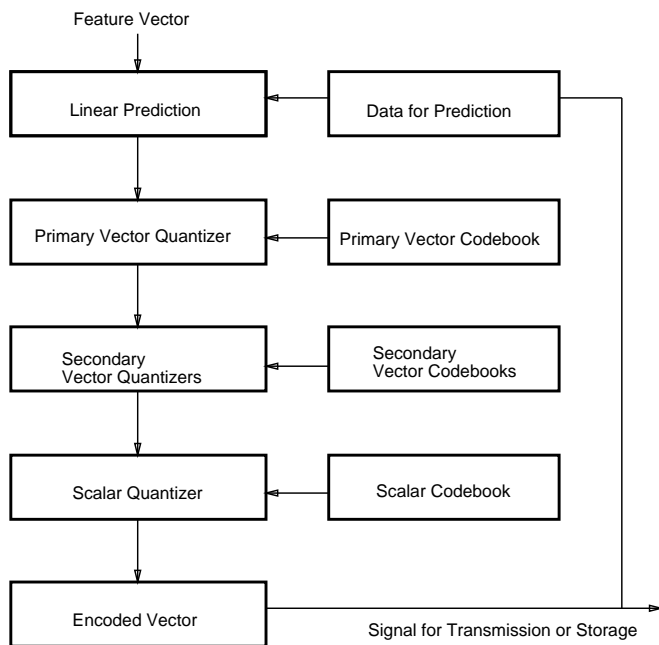 Feature Vector
Linear Prediction
Data for Prediction
Primary Vector Quantizer
Primary Vector Codebook
Secondary
Vector Quantizers
Secondary
Vector Codebooks
Scalar Quantizer
Scalar Codebook
Encoded Vector
Signal for Transmission or Storage